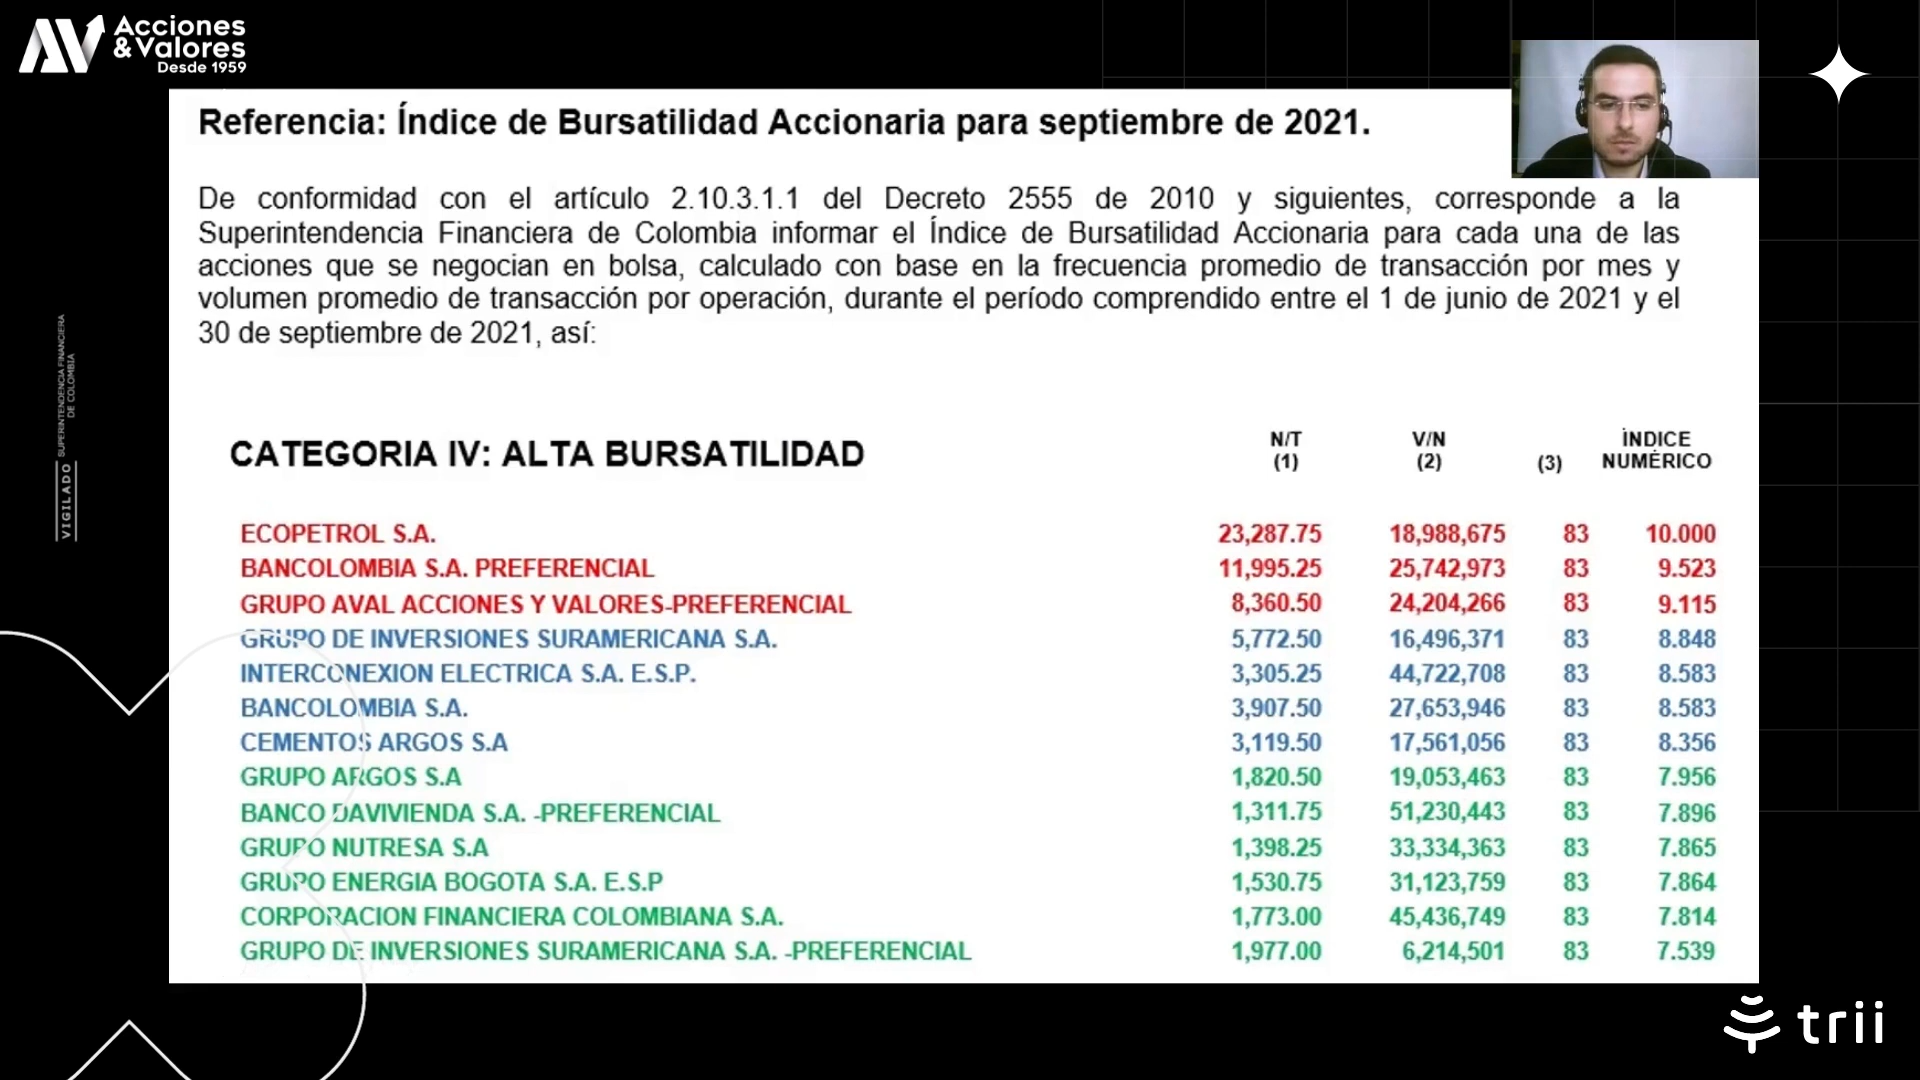 Acciones
&Valores
Desde 1959
Referencia: Índice de Bursatilidad Accionaria para septiembre de 2021.
De conformidad con el artículo 2.10.3.1.1 del Decreto 2555 de 2010 y siguientes, corresponde a la
Superintendencia Financiera de Colombia informar el Índice de Bursatilidad Accionaria para cada una de las
acciones que se negocian en bolsa, calculado con base en la frecuencia promedio de transacción por mes y
volumen promedio de transacción por operación, durante el período comprendido entre el 1 de junio de 2021 y el
30 de septiembre de 2021, así:
VIGILADO SUPERINTENDENCIA FINANCIERA
DE COLOMBIA
CATEGORIA IV: ALTA BURSATILIDAD N/T (1) V/N (2) (3) ÍNDICE NUMÉRICO
ECOPETROL S.A. 23,287.75 18,988,675 83 10.000
BANCOLOMBIA S.A. PREFERENCIAL 11,995.25 25,742,973 83 9.523
GRUPO AVAL ACCIONES Y VALORES-PREFERENCIAL 8,360.50 24,204,266 83 9.115
GRUPO DE INVERSIONES SURAMERICANA S.A. 5,772.50 16,496,371 83 8.848
INTERCONEXION ELECTRICA S.A. E.S.P. 3,305.25 44,722,708 83 8.583
BANCOLOMBIA S.A. 3,907.50 27,653,946 83 8.583
CEMENTOS ARGOS S.A 3,119.50 17,561,056 83 8.356
GRUPO ARGOS S.A 1,820.50 19,053,463 83 7.956
BANCO DAVIVIENDA S.A. -PREFERENCIAL 1,311.75 51,230,443 83 7.896
GRUPO NUTRESA S.A 1,398.25 33,334,363 83 7.865
GRUPO ENERGIA BOGOTA S.A. E.S.P 1,530.75 31,123,759 83 7.864
CORPORACION FINANCIERA COLOMBIANA S.A. 1,773.00 45,436,749 83 7.814
GRUPO DE INVERSIONES SURAMERICANA S.A. -PREFERENCIAL 1,977.00 6,214,501 83 7.539
trii